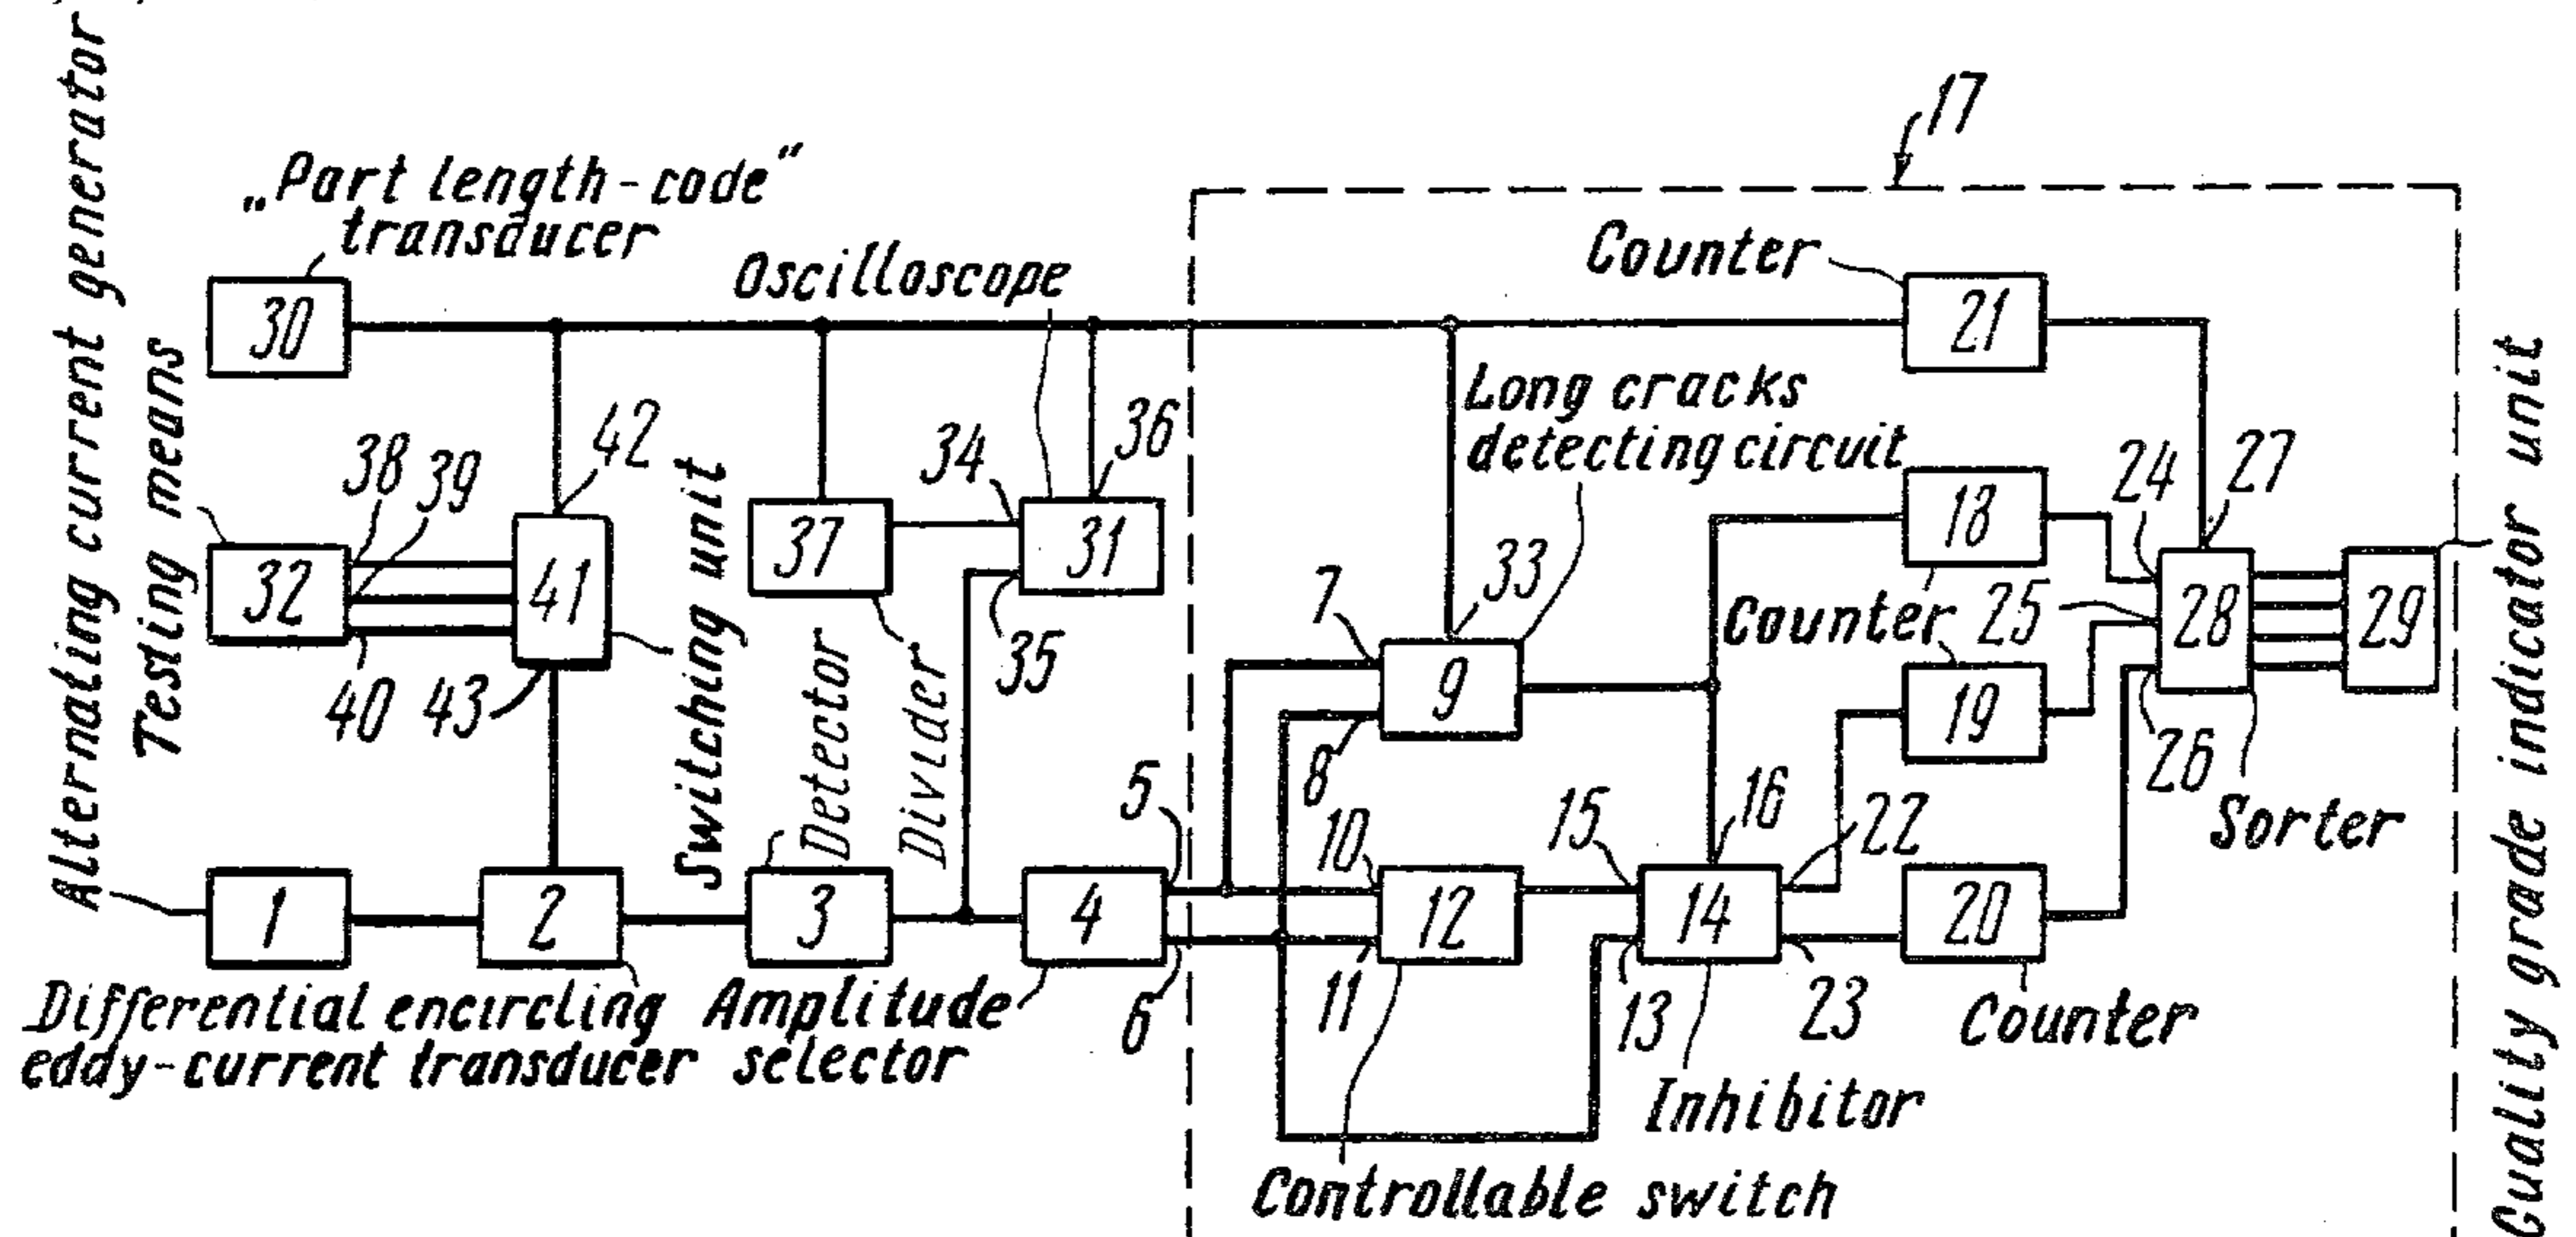 Alternating current generator
Testing means
„Part length-code“
transducer
30
Oscilloscope
17
Counter
21
Long cracks
detecting circuit
42
38
39
32
41
40
43
Switching unit
37
34
36
31
35
Detector
Divider
33
7
9
8
18
24
27
Counter
25
28
29
19
26
Sorter
Quality grade indicator unit
1
2
3
4
5
6
10
12
11
15
16
14
13
22
20
23
Differential encircling
eddy-current transducer
Amplitude
selector
Counter
Inhibitor
Controllable switch